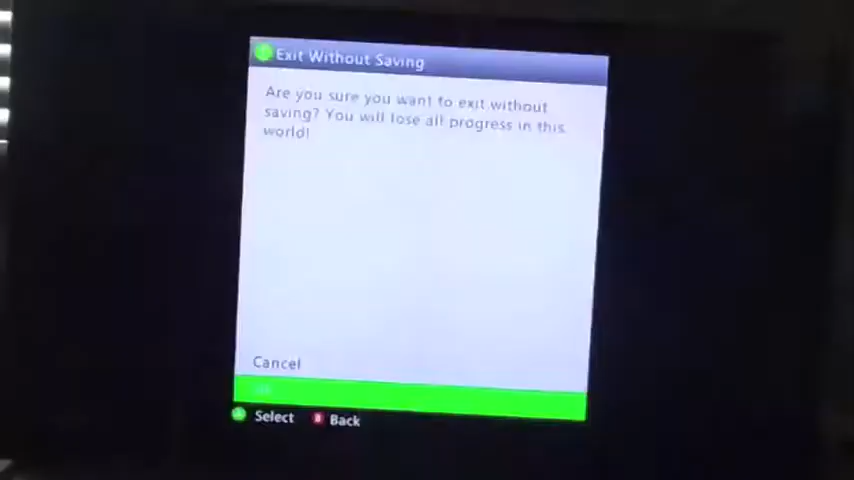 Exit Without Saving
Are you sure you want to exit without
saving? You will lose all progress in this
world!
Cancel
Select Back